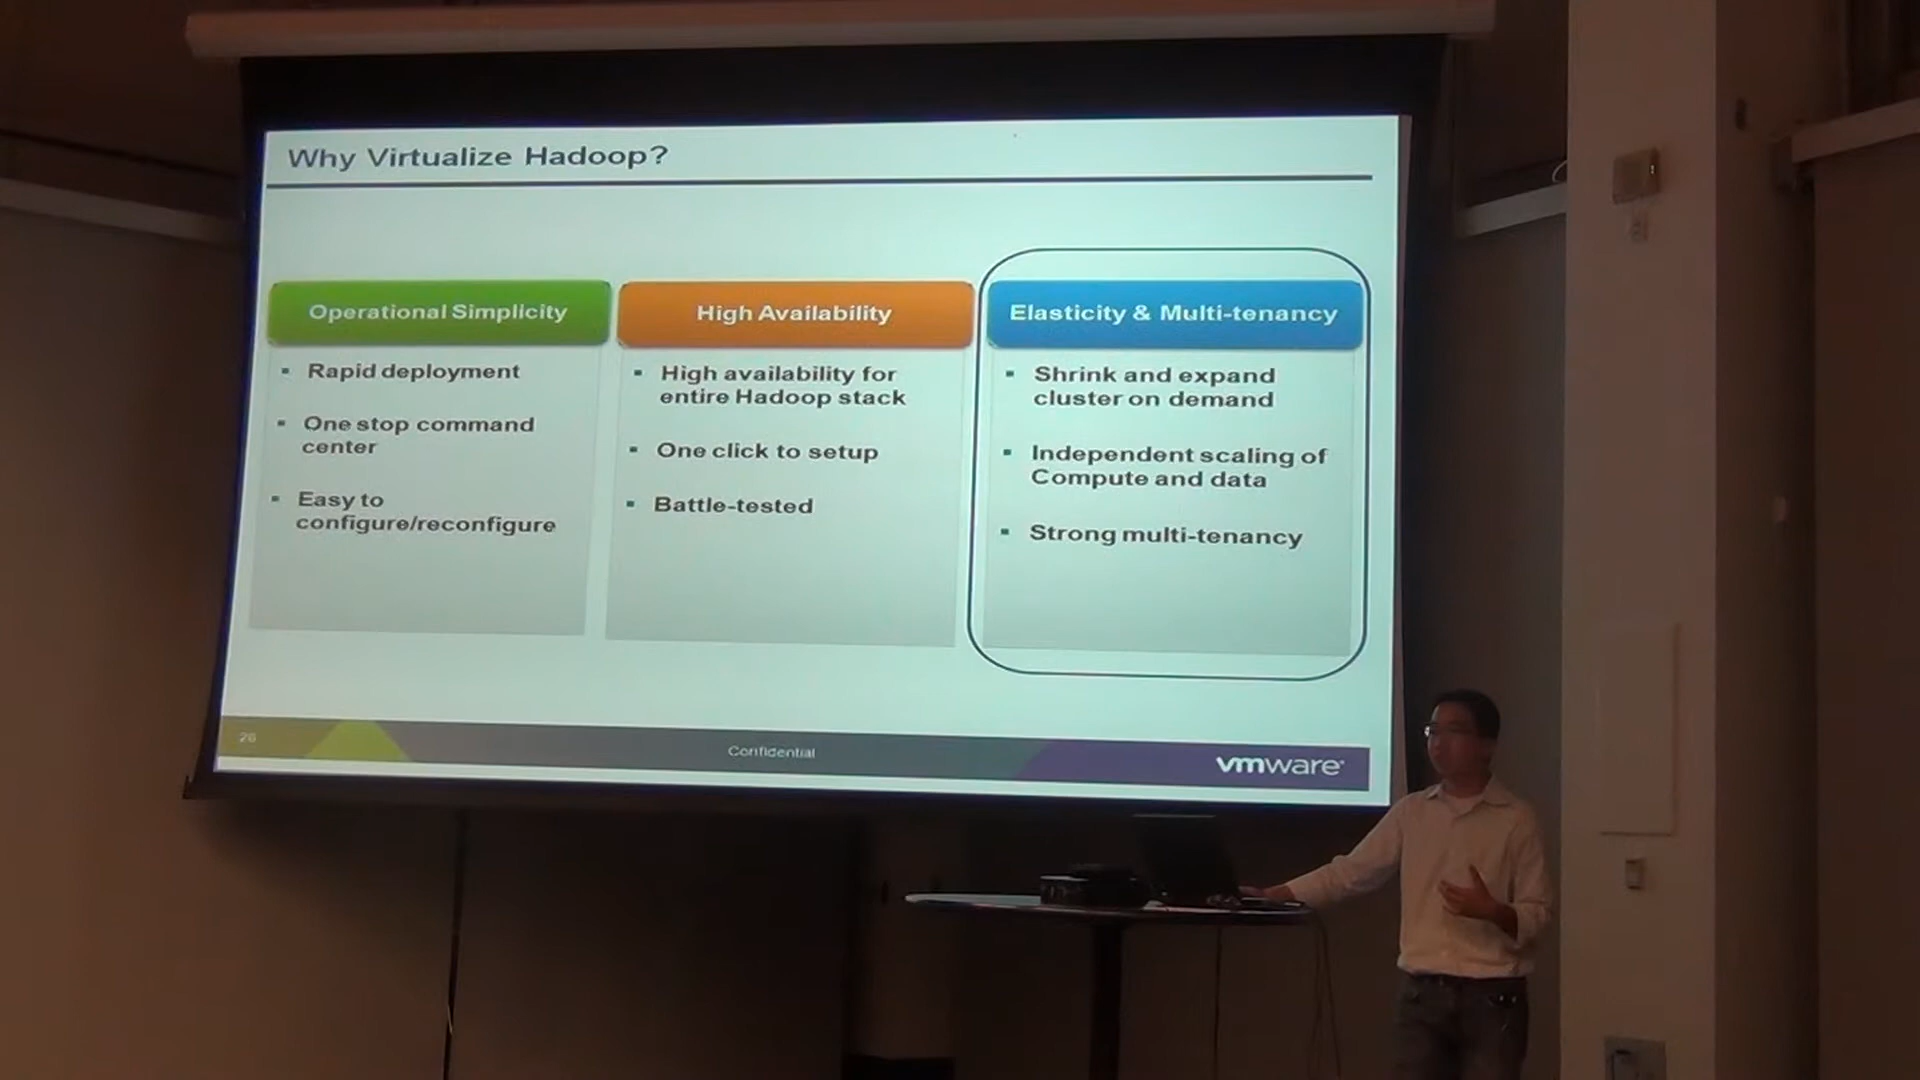 Why Virtualize Hadoop?
Operational Simplicity
▪ Rapid deployment
▪ One stop command
center
▪ Easy to
configure/reconfigure
High Availability
▪ High availability for
entire Hadoop stack
▪ One click to setup
▪ Battle-tested
Elasticity & Multi-tenancy
▪ Shrink and expand
cluster on demand
▪ Independent scaling of
Compute and data
▪ Strong multi-tenancy
26
Confidential
vmware